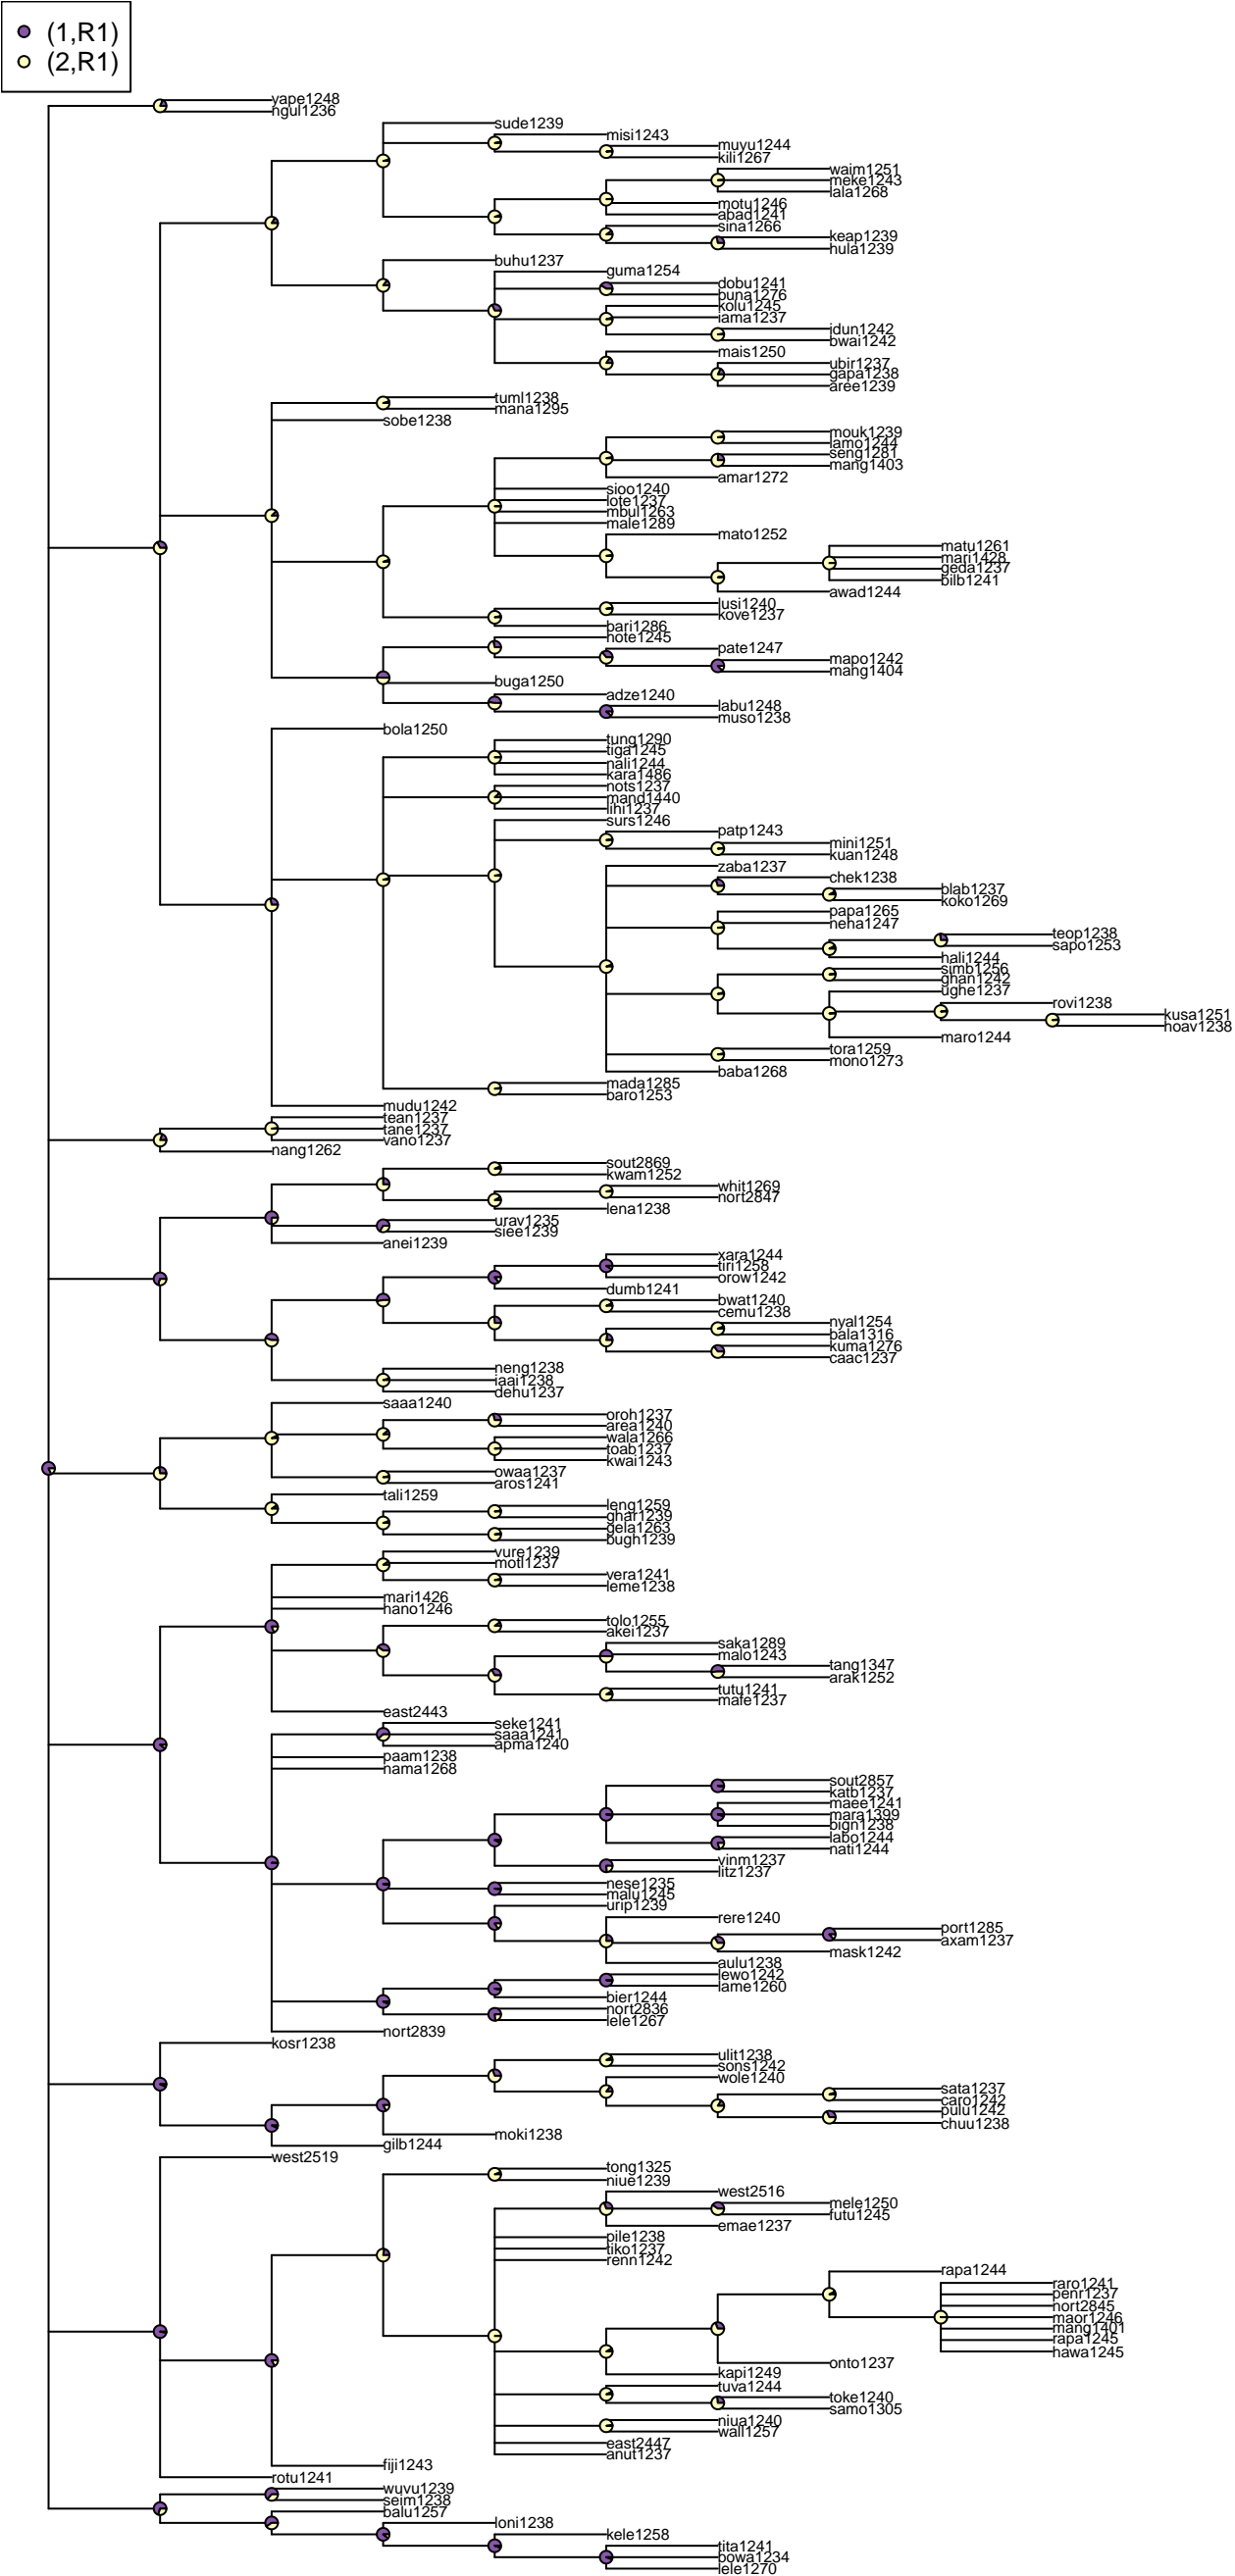 (1,R1)
(2,R1)
yape1248
ngul1236
sude1239
misi1243
muyu1244
kili1267
waim1251
meke1243
lala1268
motu1246
abad1241
sina1266
keap1239
hula1239
buhu1237
guma1254
dobu1241
buna1276
kolu1245
iama1237
idun1242
bwai1242
mais1250
ubir1237
gapa1238
aree1239
tuml1238
mana1295
sobe1238
mouk1239
lamo1244
seng1281
mang1403
amar1272
sioo1240
lote1237
mbul1263
male1289
mato1252
matu1261
mari1428
geda1237
bilb1241
awad1244
lusi1240
kove1237
bari1286
hote1245
pate1247
mapo1242
mang1404
buga1250
adze1240
labu1248
muso1238
bola1250
tung1290
tiga1245
nali1244
kara1486
nots1237
mand1440
lihi1237
surs1246
patp1243
mini1251
kuan1248
zaba1237
chek1238
blab1237
koko1269
papa1265
neha1247
teop1238
sapo1253
hali1244
simb1256
ghan1242
ughe1237
rovi1238
kusa1251
hoav1238
maro1244
tora1259
mono1273
baba1268
mada1285
baro1253
mudu1242
tean1237
tane1237
vano1237
nang1262
sout2869
kwam1252
whit1269
nort2847
lena1238
urav1235
siee1239
anei1239
xara1244
tiri1258
orow1242
dumb1241
bwat1240
cemu1238
nyal1254
bala1316
kuma1276
caac1237
neng1238
iaai1238
dehu1237
saaa1240
oroh1237
area1240
wala1266
toab1237
kwai1243
owaa1237
aros1241
tali1259
leng1259
ghar1239
gela1263
bugh1239
vure1239
motl1237
vera1241
leme1238
mari1426
hano1246
tolo1255
akei1237
saka1289
malo1243
tang1347
arak1252
tutu1241
mafe1237
east2443
seke1241
saaa1241
apma1240
paam1238
nama1268
sout2857
katb1237
maee1241
mara1399
bign1238
labo1244
nati1244
vinm1237
litz1237
nese1235
malu1245
urip1239
rere1240
port1285
axam1237
mask1242
aulu1238
lewo1242
lame1260
bier1244
nort2836
lele1267
nort2839
kosr1238
ulit1238
sons1242
wole1240
sata1237
caro1242
pulu1242
chuu1238
moki1238
gilb1244
west2519
tong1325
niue1239
west2516
mele1250
futu1245
emae1237
pile1238
tiko1237
renn1242
rapa1244
raro1241
penr1237
nort2845
maor1246
mang1401
rapa1245
hawa1245
onto1237
kapi1249
tuva1244
toke1240
samo1305
niua1240
wall1257
east2447
anut1237
fiji1243
rotu1241
wuvu1239
seim1238
balu1257
loni1238
kele1258
tita1241
bowa1234
lele1270